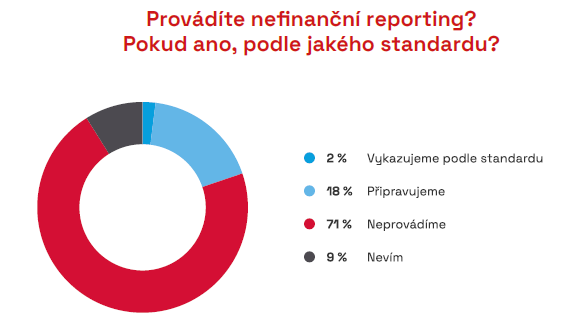 Provádíte nefinanční reporting?
Pokud ano, podle jakého standardu?
2 % Vykazujeme podle standardu
18 % Připravujeme
71 % Neprovádíme
9 % Nevím